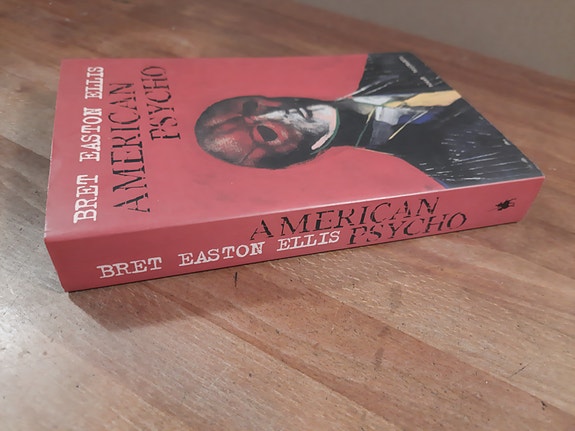 BRET EASTON ELLIS
AMERICAN
PSYCHO
BRET EASTON ELLIS
AMERICAN
PSYCHO